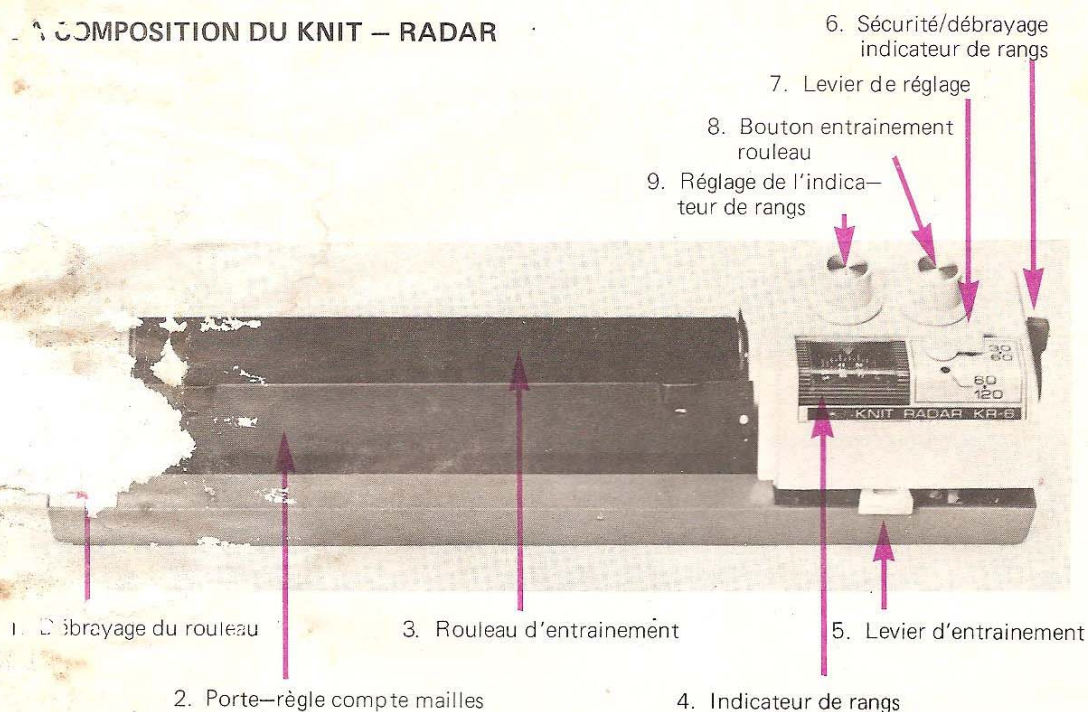 COMPOSITION DU KNIT – RADAR
6. Sécurité/débrayage
indicateur de rangs
7. Levier de réglage
8. Bouton entrainement
rouleau
9. Réglage de l'indica–
teur de rangs
30
60
60
120
KNIT RADAR KR-6
1. Débrayage du rouleau
3. Rouleau d'entrainement
5. Levier d'entrainement
2. Porte–règle compte mailles
4. Indicateur de rangs